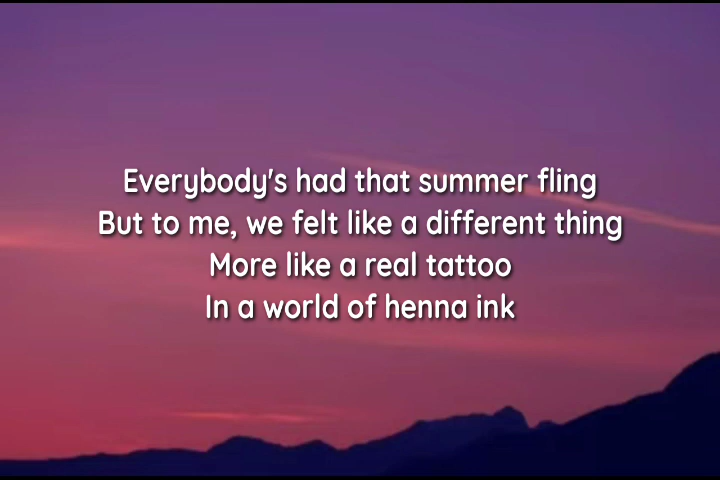 Everybody's had that summer fling
But to me, we felt like a different thing
More like a real tattoo
In a world of henna ink